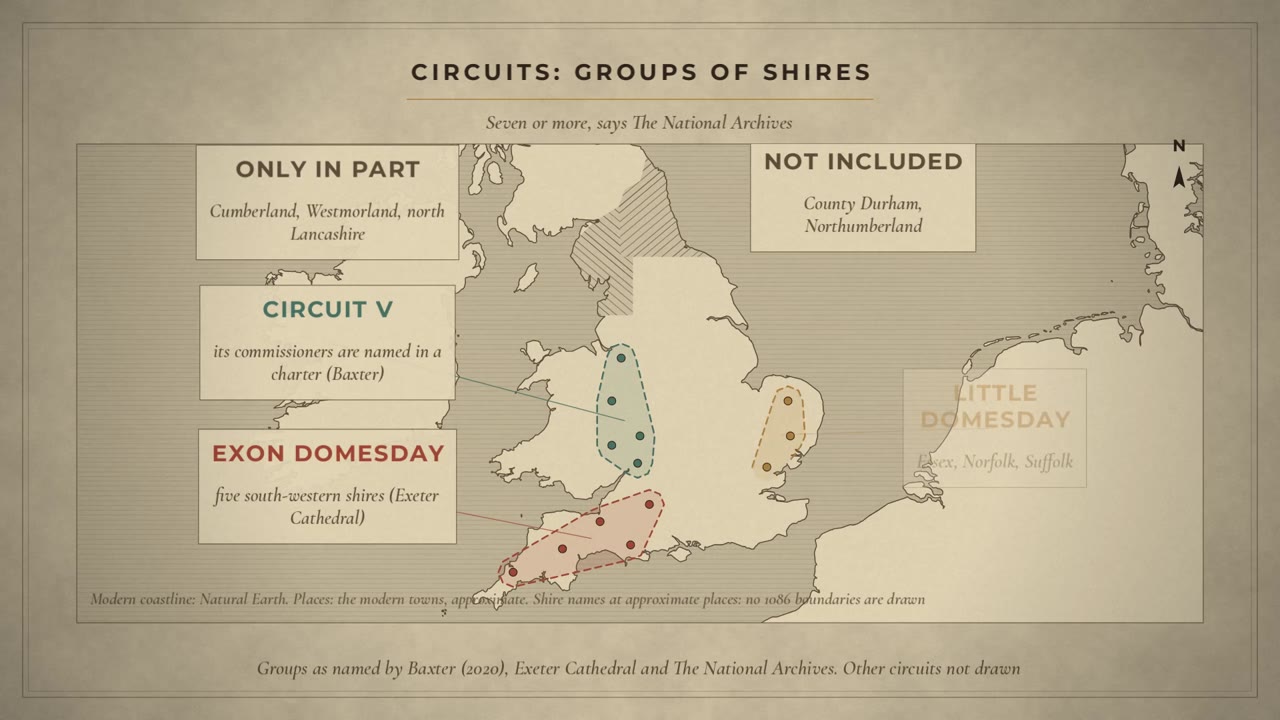 CIRCUITS: GROUPS OF SHIRES
Seven or more, says The National Archives
N
ONLY IN PART
Cumberland, Westmorland, north
Lancashire
NOT INCLUDED
County Durham,
Northumberland
CIRCUIT V
its commissioners are named in a
charter (Baxter)
LITTLE
DOMESDAY
Essex, Norfolk, Suffolk
EXON DOMESDAY
five south-western shires (Exeter
Cathedral)
Modern coastline: Natural Earth. Places: the modern towns, approximate. Shire names at approximate places: no 1086 boundaries are drawn
Groups as named by Baxter (2020), Exeter Cathedral and The National Archives. Other circuits not drawn